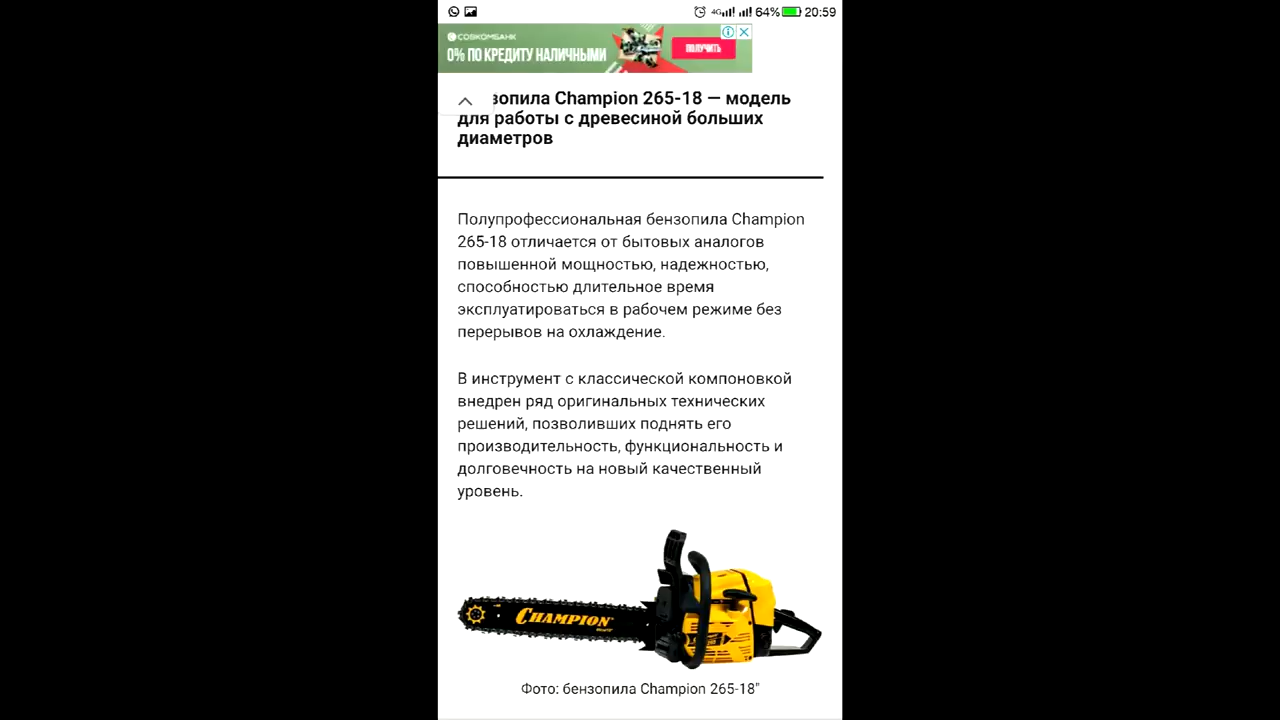 4G 64% 20:59
СОВКОМБАНК
0% ПО КРЕДИТУ НАЛИЧНЫМИ
ПОЛУЧИТЬ
Champion 265-18 — модель
для работы с древесиной больших
диаметров
Полупрофессиональная бензопила Champion
265-18 отличается от бытовых аналогов
повышенной мощностью, надежностью,
способностью длительное время
эксплуатироваться в рабочем режиме без
перерывов на охлаждение.
В инструмент с классической компоновкой
внедрен ряд оригинальных технических
решений, позволивших поднять его
производительность, функциональность и
долговечность на новый качественный
уровень.
CHAMPION
Фото: бензопила Champion 265-18"